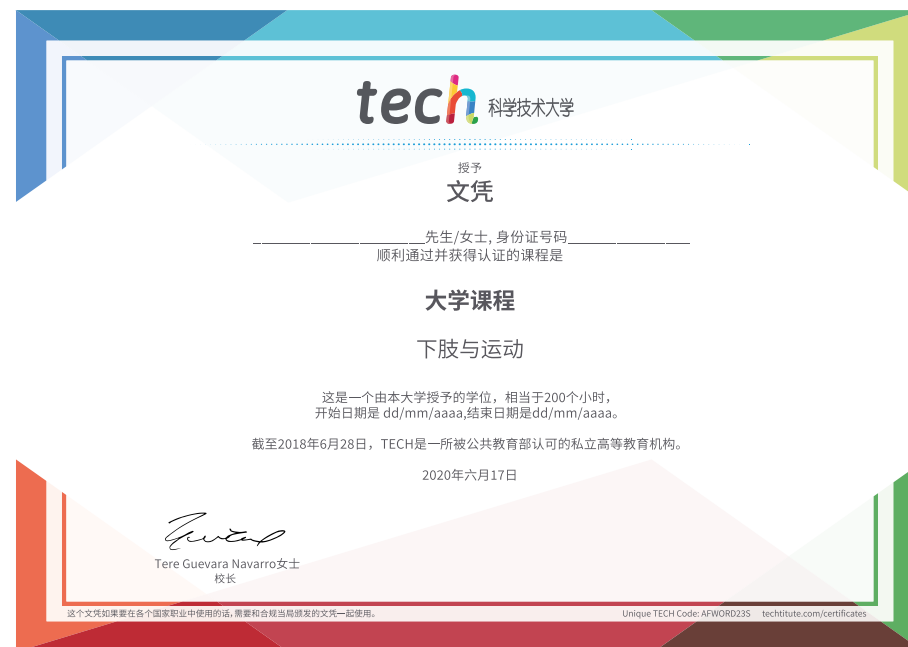 tech 科学技术大学
授予
文凭
________________________先生/女士, 身份证号码_________________
顺利通过并获得认证的课程是
大学课程
下肢与运动
这是一个由本大学授予的学位，相当于200个小时，
开始日期是 dd/mm/aaaa,结束日期是dd/mm/aaaa。
截至2018年6月28日，TECH是一所被公共教育部认可的私立高等教育机构。
2020年六月17日
Tere Guevara Navarro女士
校长
这个文凭如果要在各个国家职业中使用的话,需要和合规当局颁发的文凭一起使用。
Unique TECH Code: AFWORD23S techtitute.com/certificates